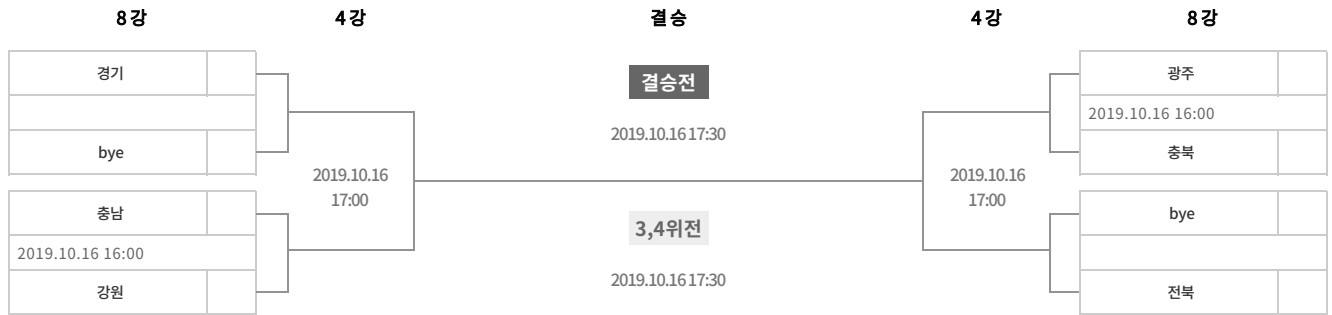 8강 4강 결승 4강 8강
경기
bye
충남
2019.10.16 16:00
강원
2019.10.16
17:00
결승전
2019.10.16 17:30
3,4위전
2019.10.16 17:30
2019.10.16
17:00
광주
2019.10.16 16:00
충북
bye
전북